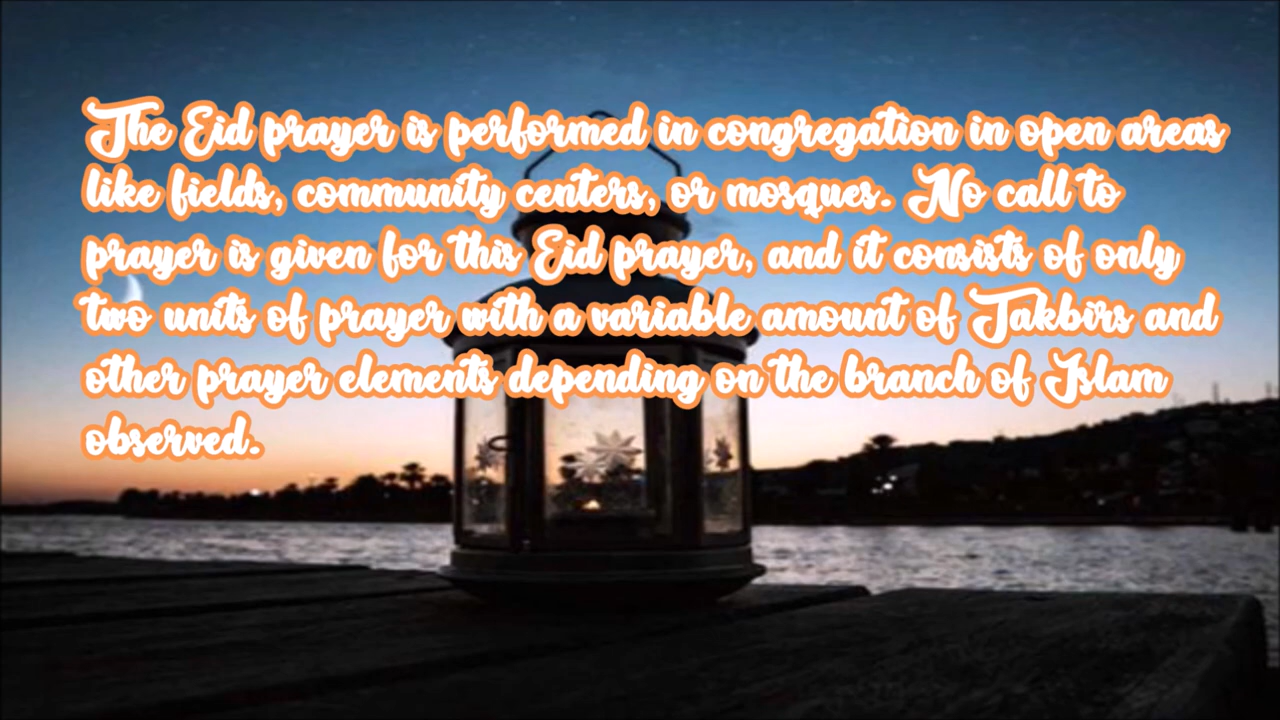 The Eid prayer is performed in congregation in open areas
like fields, community centers, or mosques. No call to
prayer is given for this Eid prayer, and it consists of only
two units of prayer with a variable amount of Takbirs and
other prayer elements depending on the branch of Islam
observed.